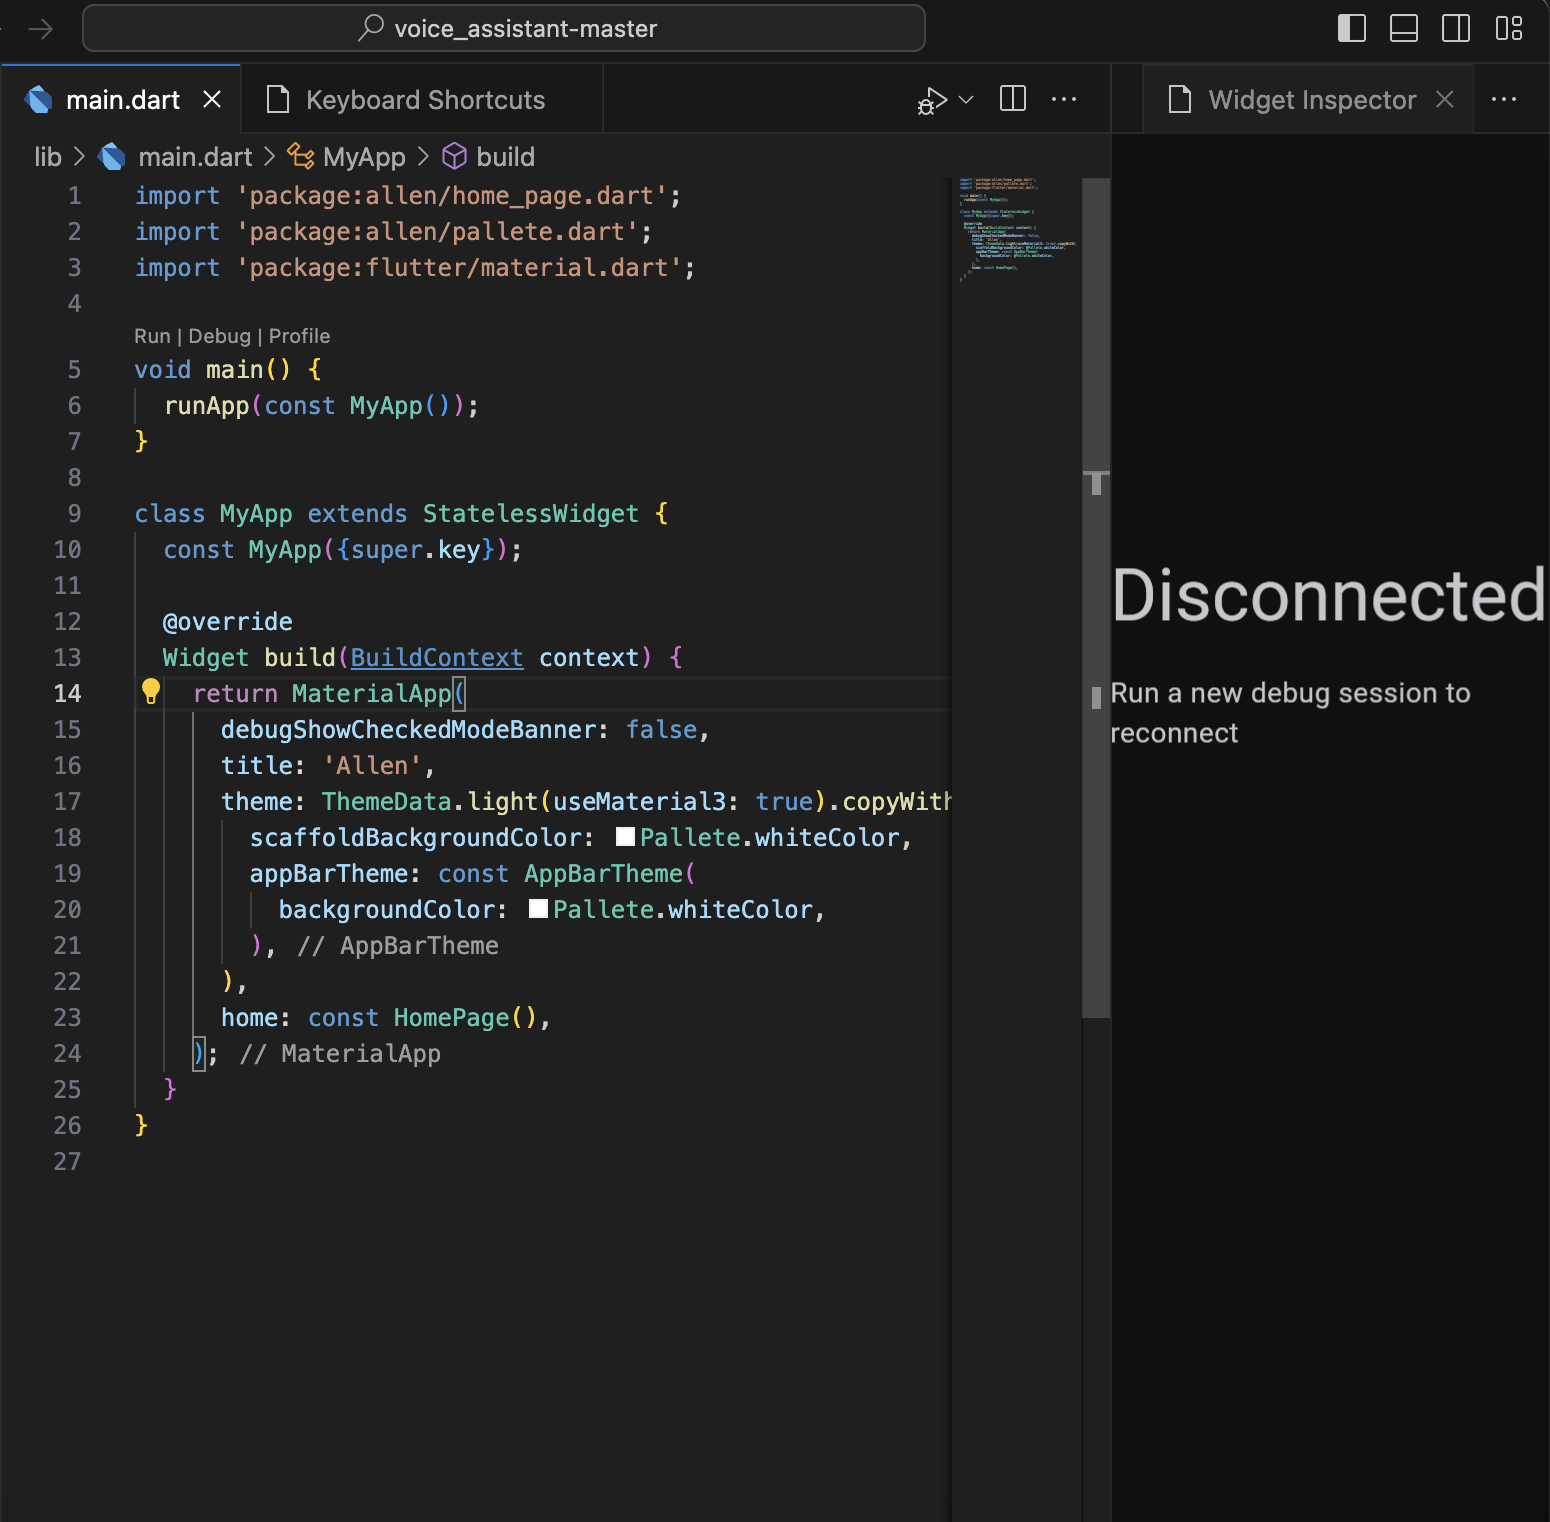 voice_assistant-master
main.dart
Keyboard Shortcuts
Widget Inspector
lib > main.dart > MyApp > build
1 import 'package:allen/home_page.dart';
2 import 'package:allen/pallete.dart';
3 import 'package:flutter/material.dart';
4
Run | Debug | Profile
5 void main() {
6 runApp(const MyApp());
7 }
8
9 class MyApp extends StatelessWidget {
10 const MyApp({super.key});
11
12 @override
13 Widget build(BuildContext context) {
14 return MaterialApp(
15 debugShowCheckedModeBanner: false,
16 title: 'Allen',
17 theme: ThemeData.light(useMaterial3: true).copyWith
18 scaffoldBackgroundColor: Pallete.whiteColor,
19 appBarTheme: const AppBarTheme(
20 backgroundColor: Pallete.whiteColor,
21 ), // AppBarTheme
22 ),
23 home: const HomePage(),
24 ); // MaterialApp
25 }
26 }
27
Disconnected
Run a new debug session to
reconnect